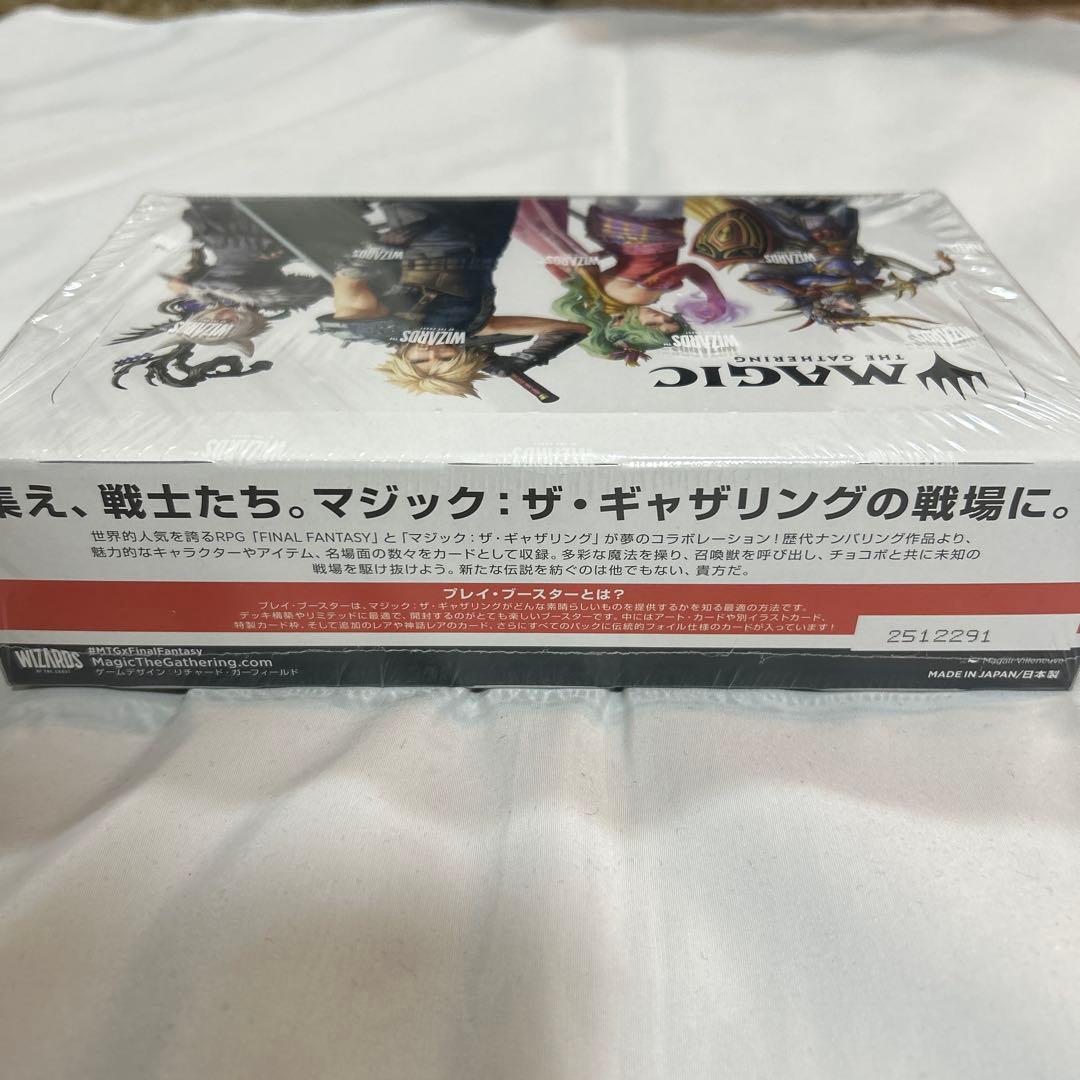 WIZARDS
WIZARDS
WIZARDS
WIZARDS
OF THE COAST
WIZARDS
WIZARDS
MAGIC
THE GATHERING
WIZARDS
WIZARDS
集え、戦士たち。マジック：ザ・ギャザリングの戦場に。
世界的人気を誇るRPG「FINAL FANTASY」と「マジック：ザ・ギャザリング」が夢のコラボレーション！歴代ナンバリング作品より、
魅力的なキャラクターやアイテム、名場面の数々をカードとして収録。多彩な魔法を操り、召喚獣を呼び出し、チョコボと共に未知の
戦場を駆け抜けよう。新たな伝説を紡ぐのは他でもない、貴方だ。
プレイ・ブースターとは？
プレイ・ブースターは、マジック：ザ・ギャザリングがどんな素晴らしいものを提供するかを知る最適の方法です。
デッキ構築やリミテッドに最適で、開封するのがとても楽しいブースターです。中にはアート・カードや別イラストカード、
特製カード枠、そして追加のレアや神話レアのカード、さらにすべてのパックに伝統的フォイル仕様のカードが入っています！
2512291
WIZARDS
OF THE COAST
#MTGxFinalFantasy
MagicTheGathering.com
ゲームデザイン：リチャード・ガーフィールド
Magali Villeneuve
MADE IN JAPAN/日本製